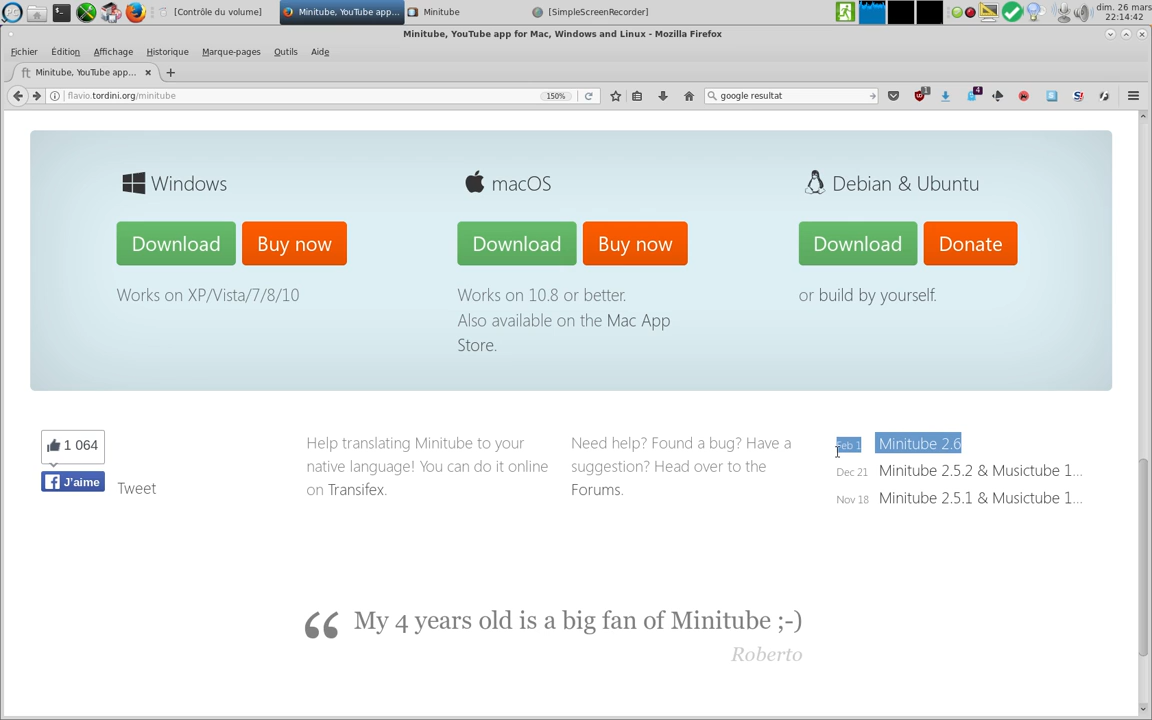 [Contrôle du volume]
Minitube, YouTube app...
Minitube
[SimpleScreenRecorder]
dim. 26 mars
22:14:42
Minitube, YouTube app for Mac, Windows and Linux - Mozilla Firefox
Fichier Édition Affichage Historique Marque-pages Outils Aide
Minitube, YouTube app...
flavio.tordini.org/minitube
150%
google resultat
1
4
Windows
macOS
Debian & Ubuntu
Download Buy now
Download Buy now
Download Donate
Works on XP/Vista/7/8/10
Works on 10.8 or better.
Also available on the Mac App
Store.
or build by yourself.
1 064
J'aime
Tweet
Help translating Minitube to your
native language! You can do it online
on Transifex.
Need help? Found a bug? Have a
suggestion? Head over to the
Forums.
Feb 1 Minitube 2.6
Dec 21 Minitube 2.5.2 & Musictube 1...
Nov 18 Minitube 2.5.1 & Musictube 1...
“ My 4 years old is a big fan of Minitube ;-)
Roberto